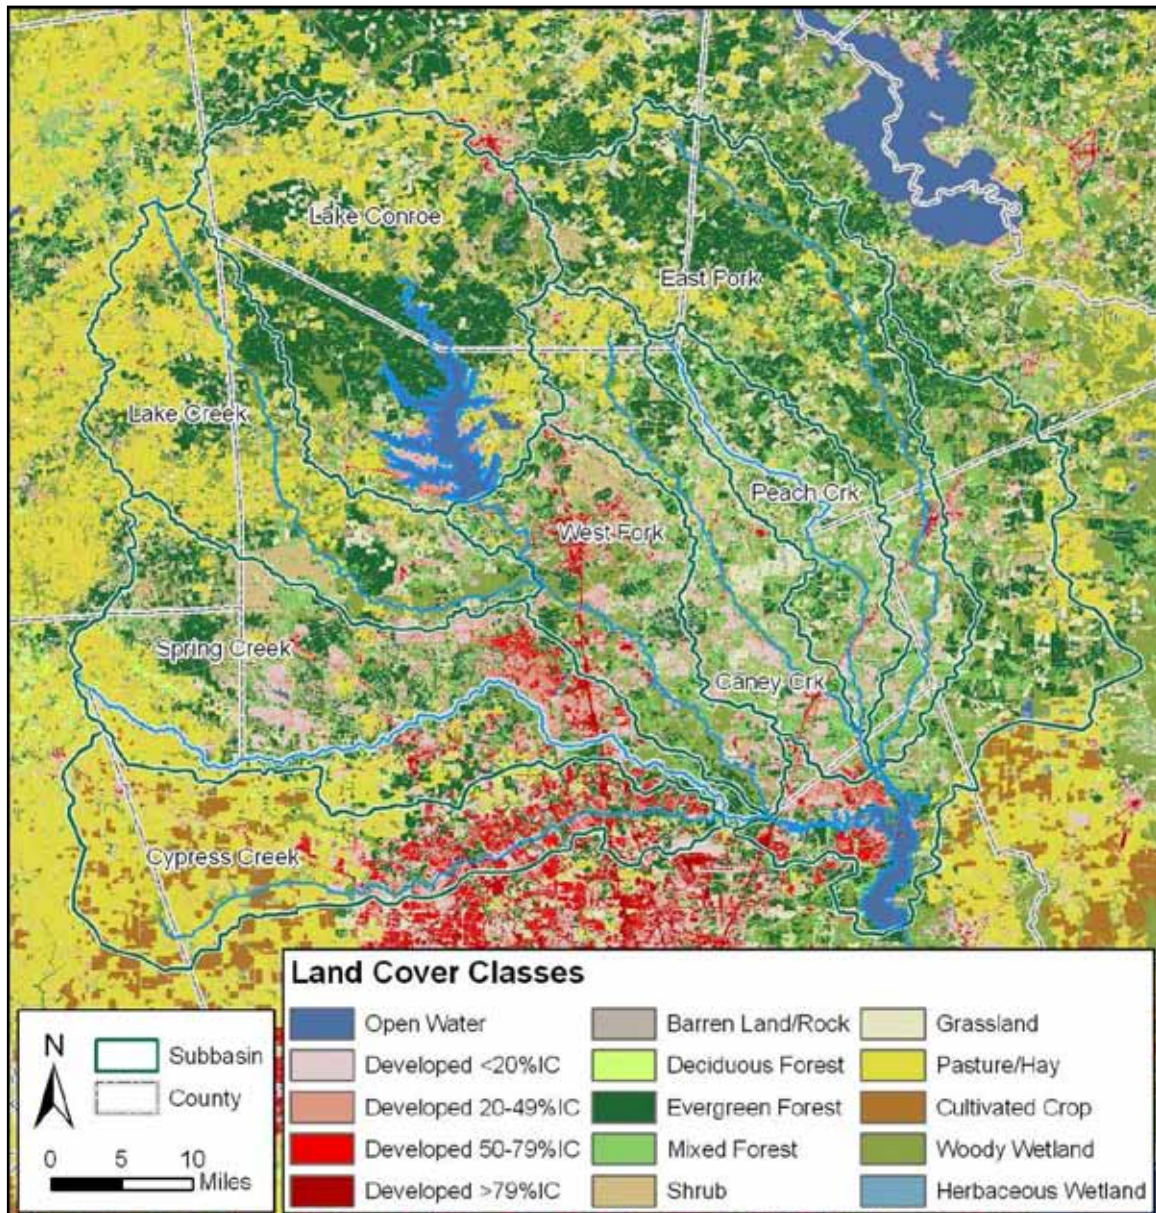 Lake Conroe
East Fork
Lake Creek
Peach Crk
West Fork
Spring Creek
Caney Crk
Cypress Creek
Land Cover Classes
Open Water
Developed <20%IC
Developed 20-49%IC
Developed 50-79%IC
Developed >79%IC
Barren Land/Rock
Deciduous Forest
Evergreen Forest
Mixed Forest
Shrub
Grassland
Pasture/Hay
Cultivated Crop
Woody Wetland
Herbaceous Wetland
N
Subbasin
County
0 5 10
Miles